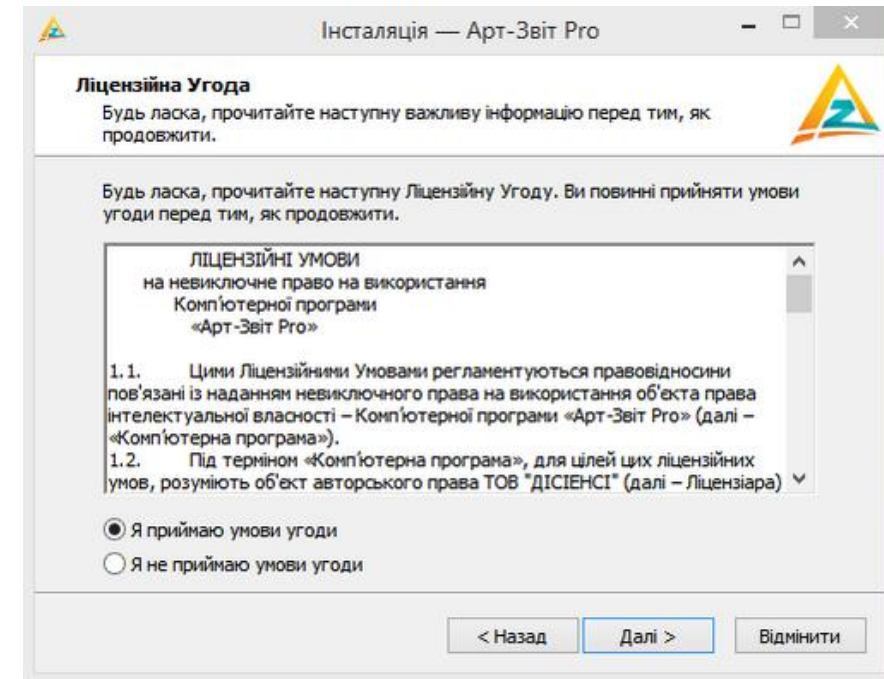 Інсталяція — Арт-Звіт Pro
Ліцензійна Угода
Будь ласка, прочитайте наступну важливу інформацію перед тим, як
продовжити.
Будь ласка, прочитайте наступну Ліцензійну Угоду. Ви повинні прийняти умови
угоди перед тим, як продовжити.
ЛІЦЕНЗІЙНІ УМОВИ
на невиключне право на використання
Комп'ютерної програми
«Арт-Звіт Pro»
1.1. Цими Ліцензійними Умовами регламентуються правовідносини
пов'язані із наданням невиключного права на використання об'єкта права
інтелектуальної власності – Комп'ютерної програми «Арт-Звіт Pro» (далі –
«Комп'ютерна програма»).
1.2. Під терміном «Комп'ютерна програма», для цілей цих ліцензійних
умов, розуміють об'єкт авторського права ТОВ "ДІСІЕНСІ" (далі – Ліцензіара)
Я приймаю умови угоди
Я не приймаю умови угоди
< Назад Далі > Відмінити